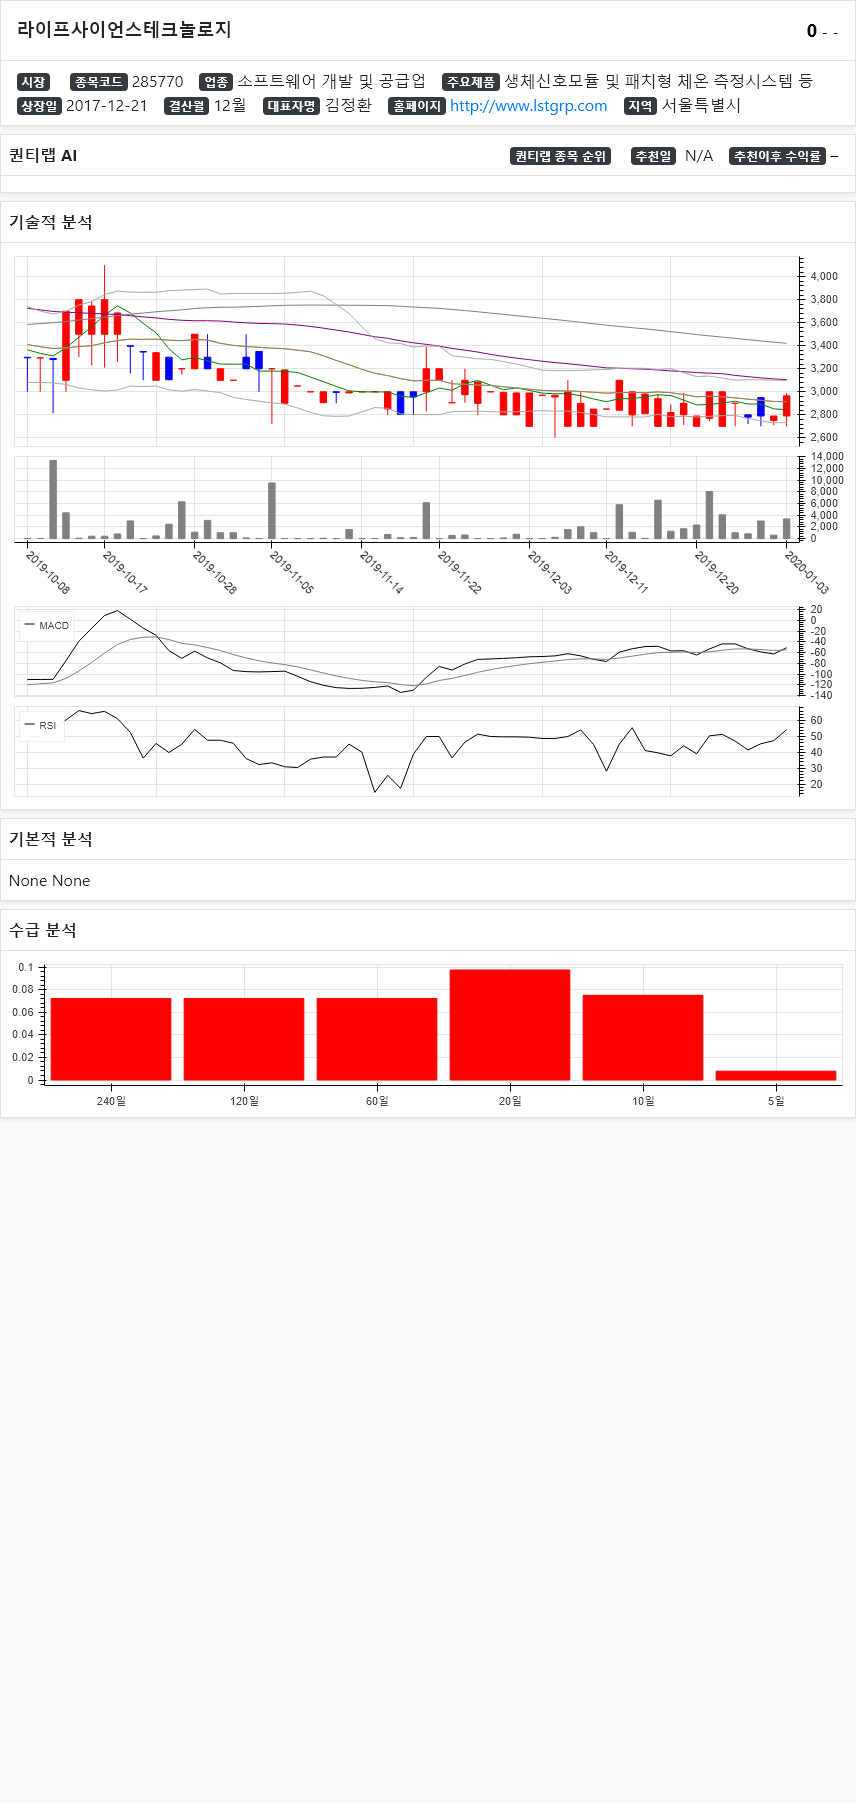 라이프사이언스테크놀로지
0 - -
시장 종목코드 285770 업종 소프트웨어 개발 및 공급업 주요제품 생체신호모듈 및 패치형 체온 측정시스템 등
상장일 2017-12-21 결산월 12월 대표자명 김정환 홈페이지 http://www.lstgrp.com 지역 서울특별시
퀀티랩 AI
퀀티랩 종목 순위 추천일 N/A 추천이후 수익률 –
기술적 분석
4,000
3,800
3,600
3,400
3,200
3,000
2,800
2,600
14,000
12,000
10,000
8,000
6,000
4,000
2,000
0
2019-10-08 2019-10-17 2019-10-28 2019-11-05 2019-11-14 2019-11-22 2019-12-03 2019-12-11 2019-12-20 2020-01-03
MACD
20
0
-20
-40
-60
-80
-100
-120
-140
RSI
60
50
40
30
20
기본적 분석
None None
수급 분석
0.1
0.08
0.06
0.04
0.02
0
240일 120일 60일 20일 10일 5일